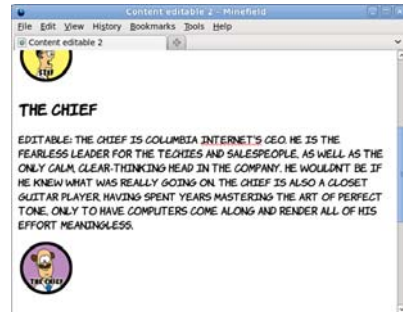 Content editable 2 - Minefield
File Edit View History Bookmarks Tools Help
Content editable 2
STEF
THE CHIEF
EDITABLE: THE CHIEF IS COLUMBIA INTERNET'S CEO. HE IS THE
FEARLESS LEADER FOR THE TECHIES AND SALESPEOPLE, AS WELL AS THE
ONLY CALM, CLEAR-THINKING HEAD IN THE COMPANY. HE WOULDN'T BE IF
HE KNEW WHAT WAS REALLY GOING ON. THE CHIEF IS ALSO A CLOSET
GUITAR PLAYER, HAVING SPENT YEARS MASTERING THE ART OF PERFECT
TONE, ONLY TO HAVE COMPUTERS COME ALONG AND RENDER ALL OF HIS
EFFORT MEANINGLESS.
THE CHIEF